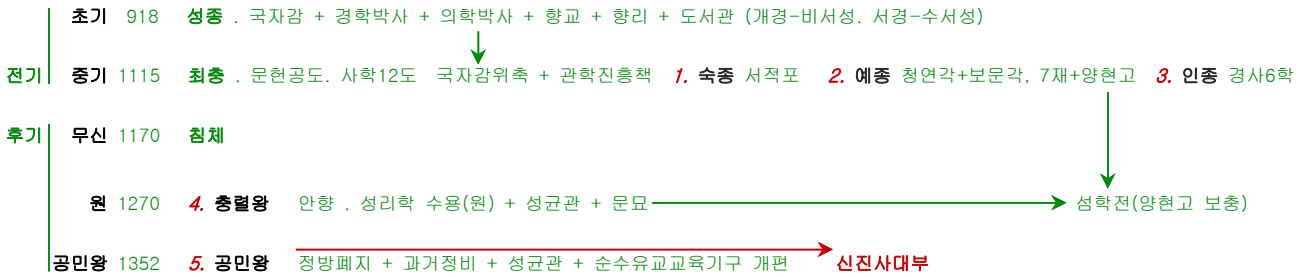 초기 918 성종 . 국자감 + 경학박사 + 의학박사 + 향교 + 향리 + 도서관 (개경-비서성. 서경-수서성)
전기 중기 1115 최충 . 문헌공도. 사학12도 국자감위축 + 관학진흥책 1. 숙종 서적포 2. 예종 청연각+보문각, 7재+양현고 3. 인종 경사6학
후기 무신 1170 침체
원 1270 4. 충렬왕 안향 . 성리학 수용(원) + 성균관 + 문묘 섬학전(양현고 보충)
공민왕 1352 5. 공민왕 정방폐지 + 과거정비 + 성균관 + 순수유교교육기구 개편 신진사대부